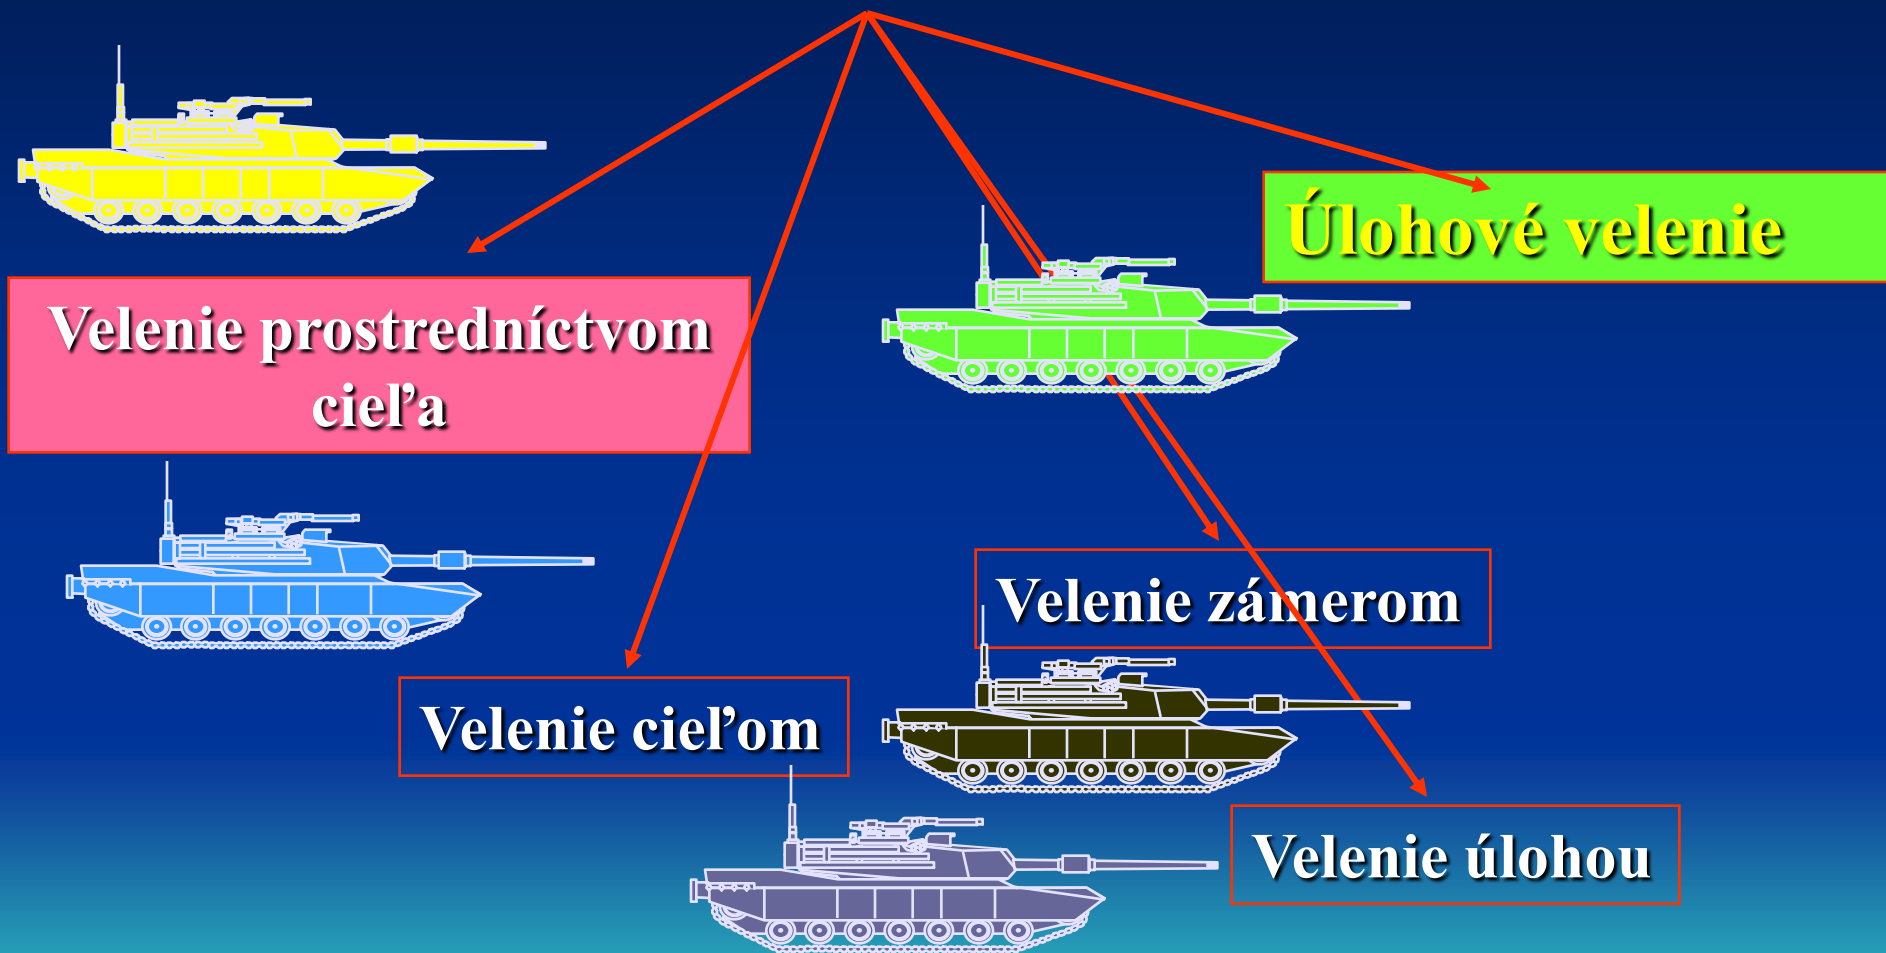 Úlohové velenie
Velenie prostredníctvom
cieľa
Velenie zámerom
Velenie cieľom
Velenie úlohou